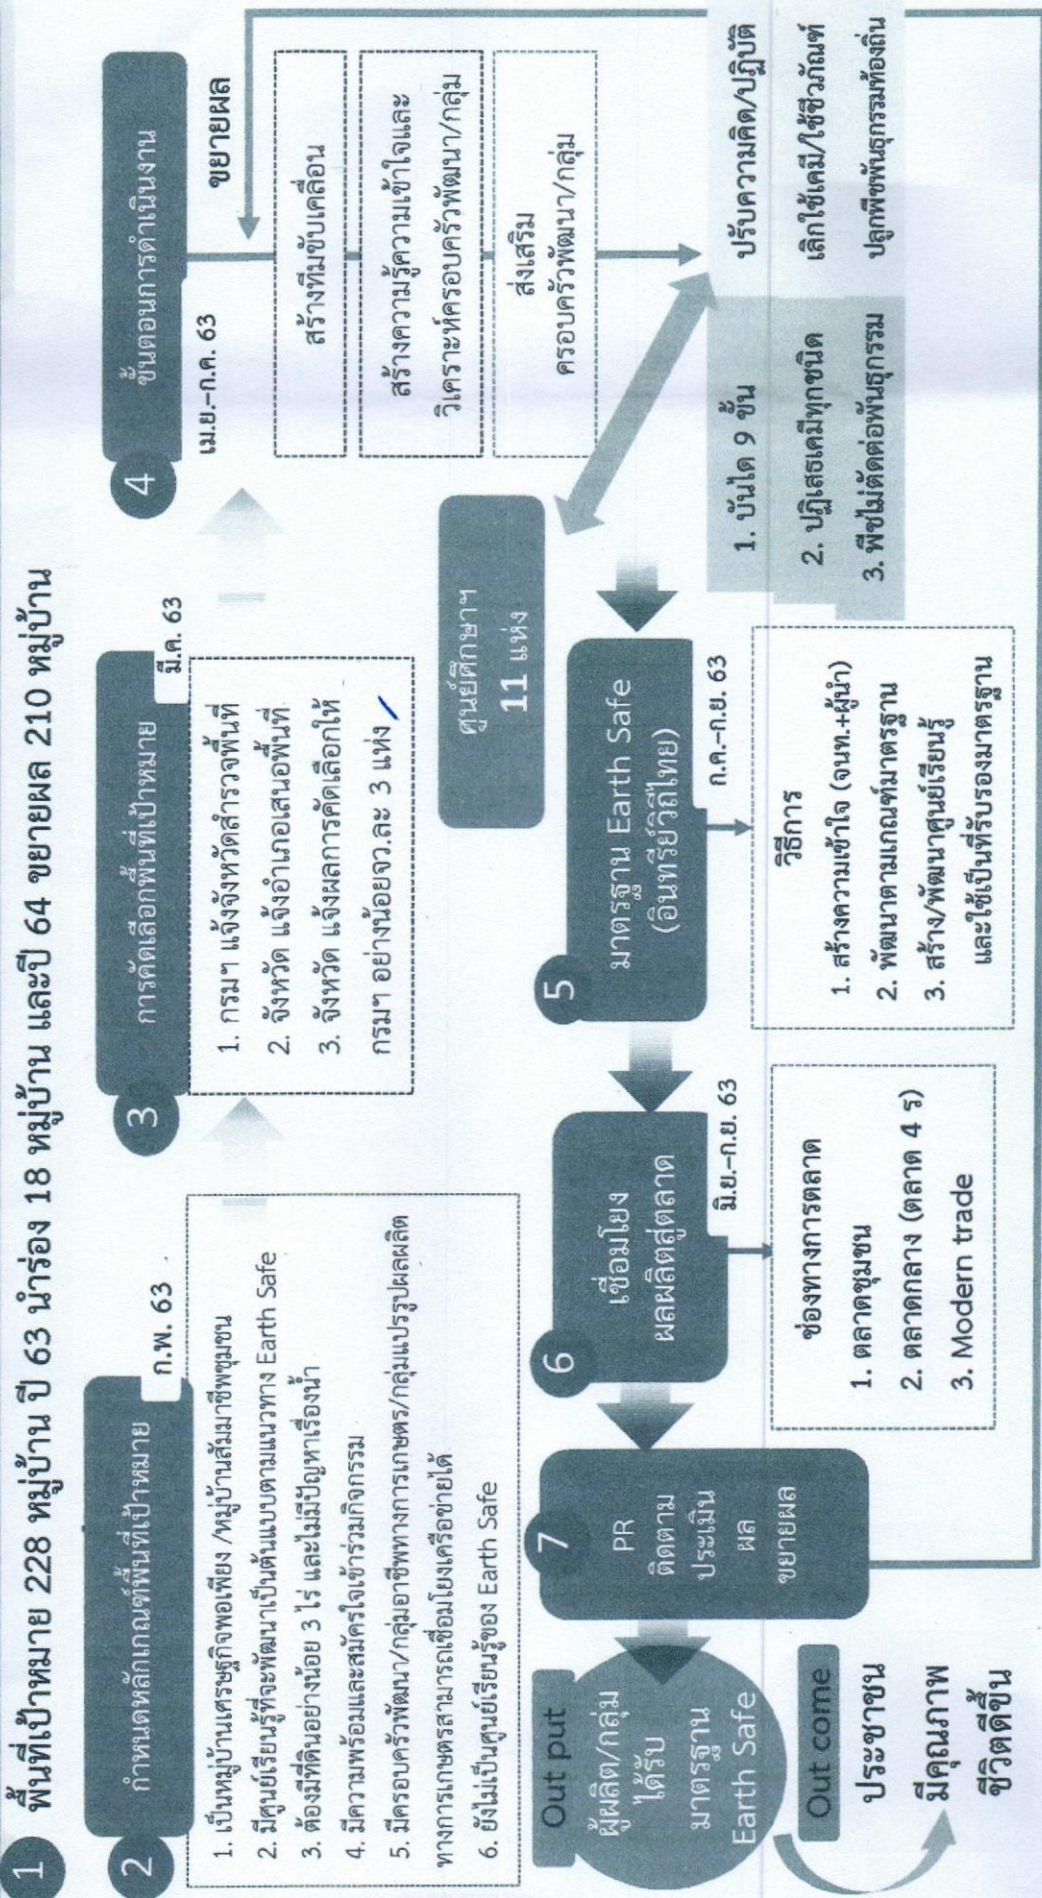 1 พื้นที่เป้าหมาย 228 หมู่บ้าน ปี 63 นำร่อง 18 หมู่บ้าน และปี 64 ขยายผล 210 หมู่บ้าน
2 กำหนดหลักเกณฑ์พื้นที่เป้าหมาย
ก.พ. 63
1. เป็นหมู่บ้านเศรษฐกิจพอเพียง /หมู่บ้านสัมมาชีพชุมชน
2. มีศูนย์เรียนรู้ที่จะพัฒนาเป็นต้นแบบตามแนวทาง Earth Safe
3. ต้องมีที่ดินอย่างน้อย 3 ไร่ และไม่มีปัญหาเรื่องน้ำ
4. มีความพร้อมและสมัครใจเข้าร่วมกิจกรรม
5. มีครอบครัวพัฒนา/กลุ่มอาชีพทางการเกษตร/กลุ่มแปรรูปผลผลิต
ทางการเกษตรสามารถเชื่อมโยงเครือข่ายได้
6. ยังไม่เป็นศูนย์เรียนรู้ของ Earth Safe
3 การคัดเลือกพื้นที่เป้าหมาย
มี.ค. 63
1. กรมฯ แจ้งจังหวัดสำรวจพื้นที่
2. จังหวัด แจ้งอำเภอเสนอพื้นที่
3. จังหวัด แจ้งผลการคัดเลือกให้
กรมฯ อย่างน้อยจว.ละ 3 แห่ง
4 ขั้นตอนการดำเนินงาน
เม.ย.-ก.ค. 63
ขยายผล
สร้างทีมขับเคลื่อน
สร้างความรู้ความเข้าใจและ
วิเคราะห์ครอบครัวพัฒนา/กลุ่ม
ส่งเสริม
ครอบครัวพัฒนา/กลุ่ม
ศูนย์ศึกษาฯ
11 แห่ง
1. บันได 9 ขั้น
ปรับความคิด/ปฏิบัติ
2. ปฏิเสธเคมีทุกชนิด
เลิกใช้เคมี/ใช้ชีวภัณฑ์
3. พืชไม่ตัดต่อพันธุกรรม
ปลูกพืชพันธุกรรมท้องถิ่น
5 มาตรฐาน Earth Safe
(อินทรีย์วิถีไทย)
ก.ค.-ก.ย. 63
วิธีการ
1. สร้างความเข้าใจ (จนท.+ผู้นำ)
2. พัฒนาตามเกณฑ์มาตรฐาน
3. สร้าง/พัฒนาศูนย์เรียนรู้
และใช้เป็นที่รับรองมาตรฐาน
6 เชื่อมโยง
ผลผลิตสู่ตลาด
มิ.ย.-ก.ย. 63
ช่องทางการตลาด
1. ตลาดชุมชน
2. ตลาดกลาง (ตลาด 4 ร)
3. Modern trade
7 PR
ติดตาม
ประเมิน
ผล
ขยายผล
Out put
ผู้ผลิต/กลุ่ม
ได้รับ
มาตรฐาน
Earth Safe
Out come
ประชาชน
มีคุณภาพ
ชีวิตดีขึ้น